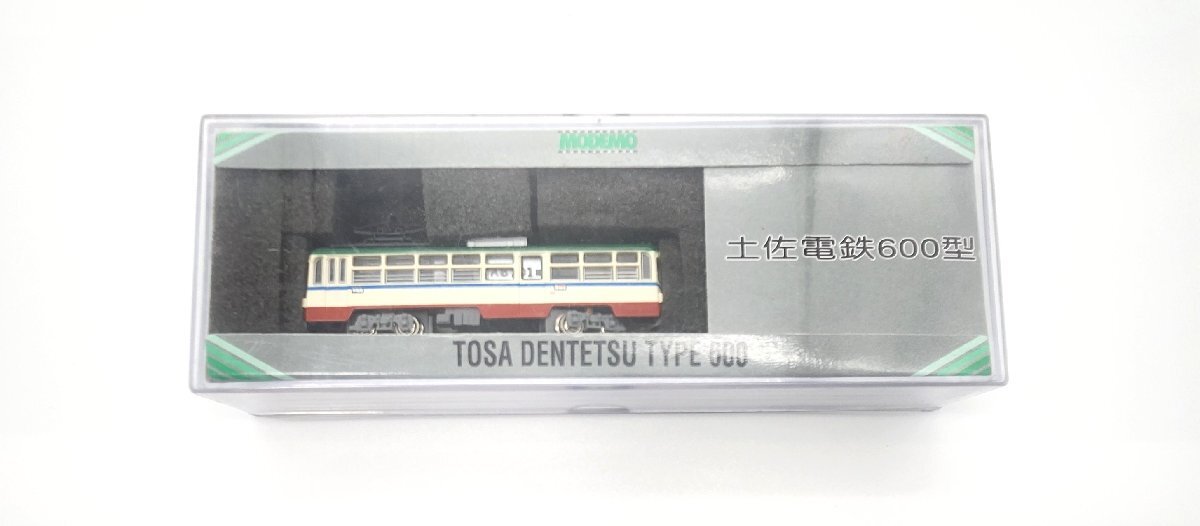 MODEMO
土佐電鉄600型
TOSA DENTETSU TYPE 600